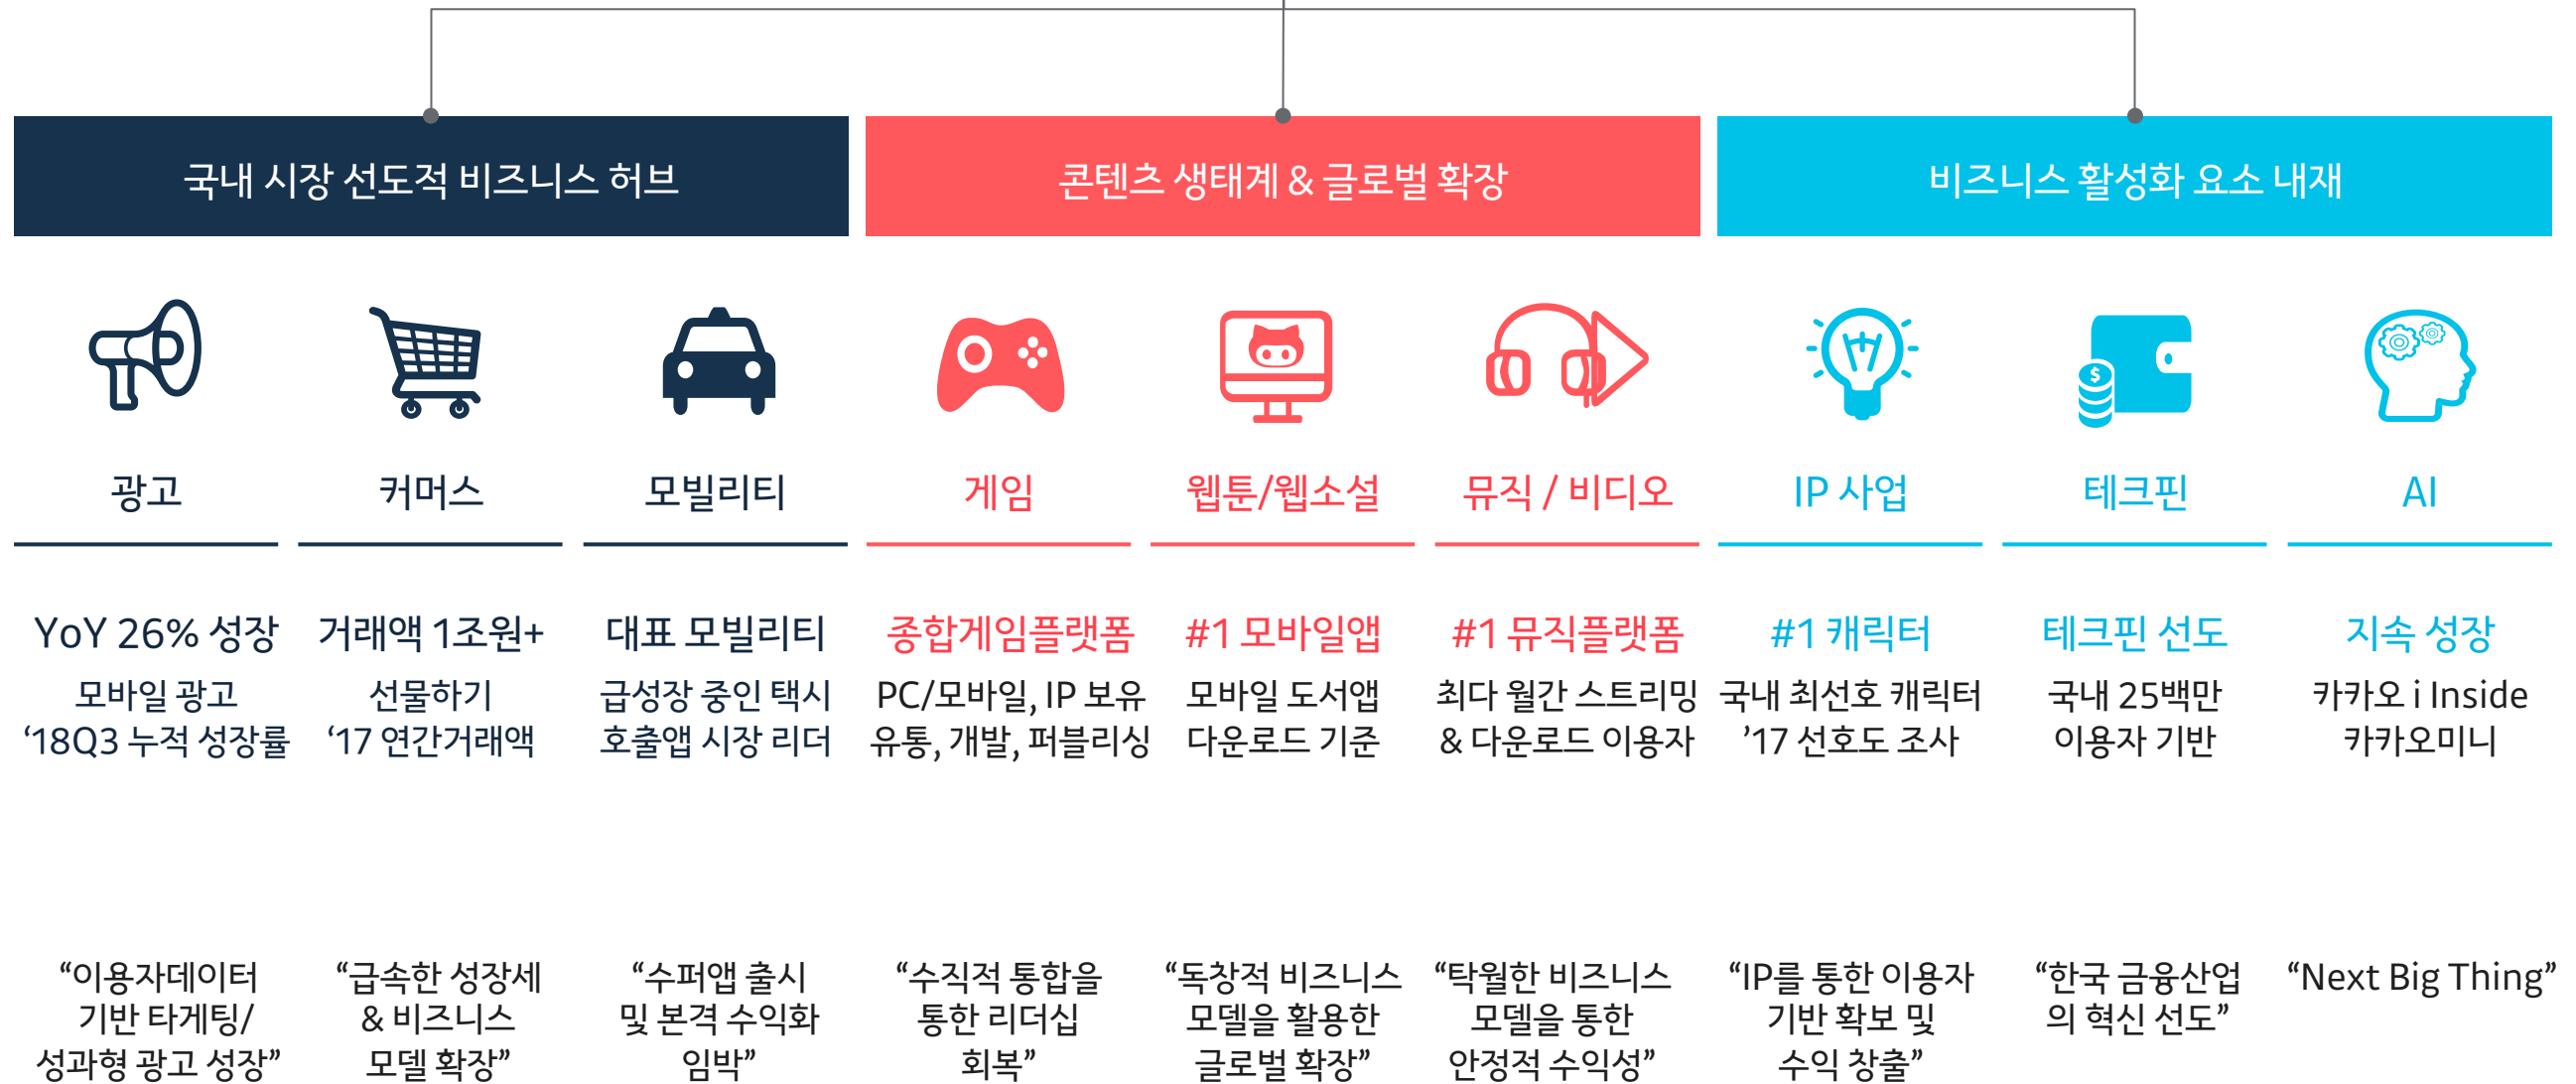 국내 시장 선도적 비즈니스 허브
콘텐츠 생태계 & 글로벌 확장
비즈니스 활성화 요소 내재
$
광고
커머스
모빌리티
게임
웹툰/웹소설
뮤직 / 비디오
IP 사업
테크핀
AI
YoY 26% 성장
모바일 광고
‘18Q3 누적 성장률
거래액 1조원+
선물하기
‘17 연간거래액
대표 모빌리티
급성장 중인 택시
호출앱 시장 리더
종합게임플랫폼
PC/모바일, IP 보유
유통, 개발, 퍼블리싱
#1 모바일앱
모바일 도서앱
다운로드 기준
#1 뮤직플랫폼
최다 월간 스트리밍
& 다운로드 이용자
#1 캐릭터
국내 최선호 캐릭터
’17 선호도 조사
테크핀 선도
국내 25백만
이용자 기반
지속 성장
카카오 i Inside
카카오미니
“이용자데이터
기반 타게팅/
성과형 광고 성장”
“급속한 성장세
& 비즈니스
모델 확장”
“수퍼앱 출시
및 본격 수익화
임박”
“수직적 통합을
통한 리더십
회복”
“독창적 비즈니스
모델을 활용한
글로벌 확장”
“탁월한 비즈니스
모델을 통한
안정적 수익성”
“IP를 통한 이용자
기반 확보 및
수익 창출”
“한국 금융산업
의 혁신 선도”
“Next Big Thing”